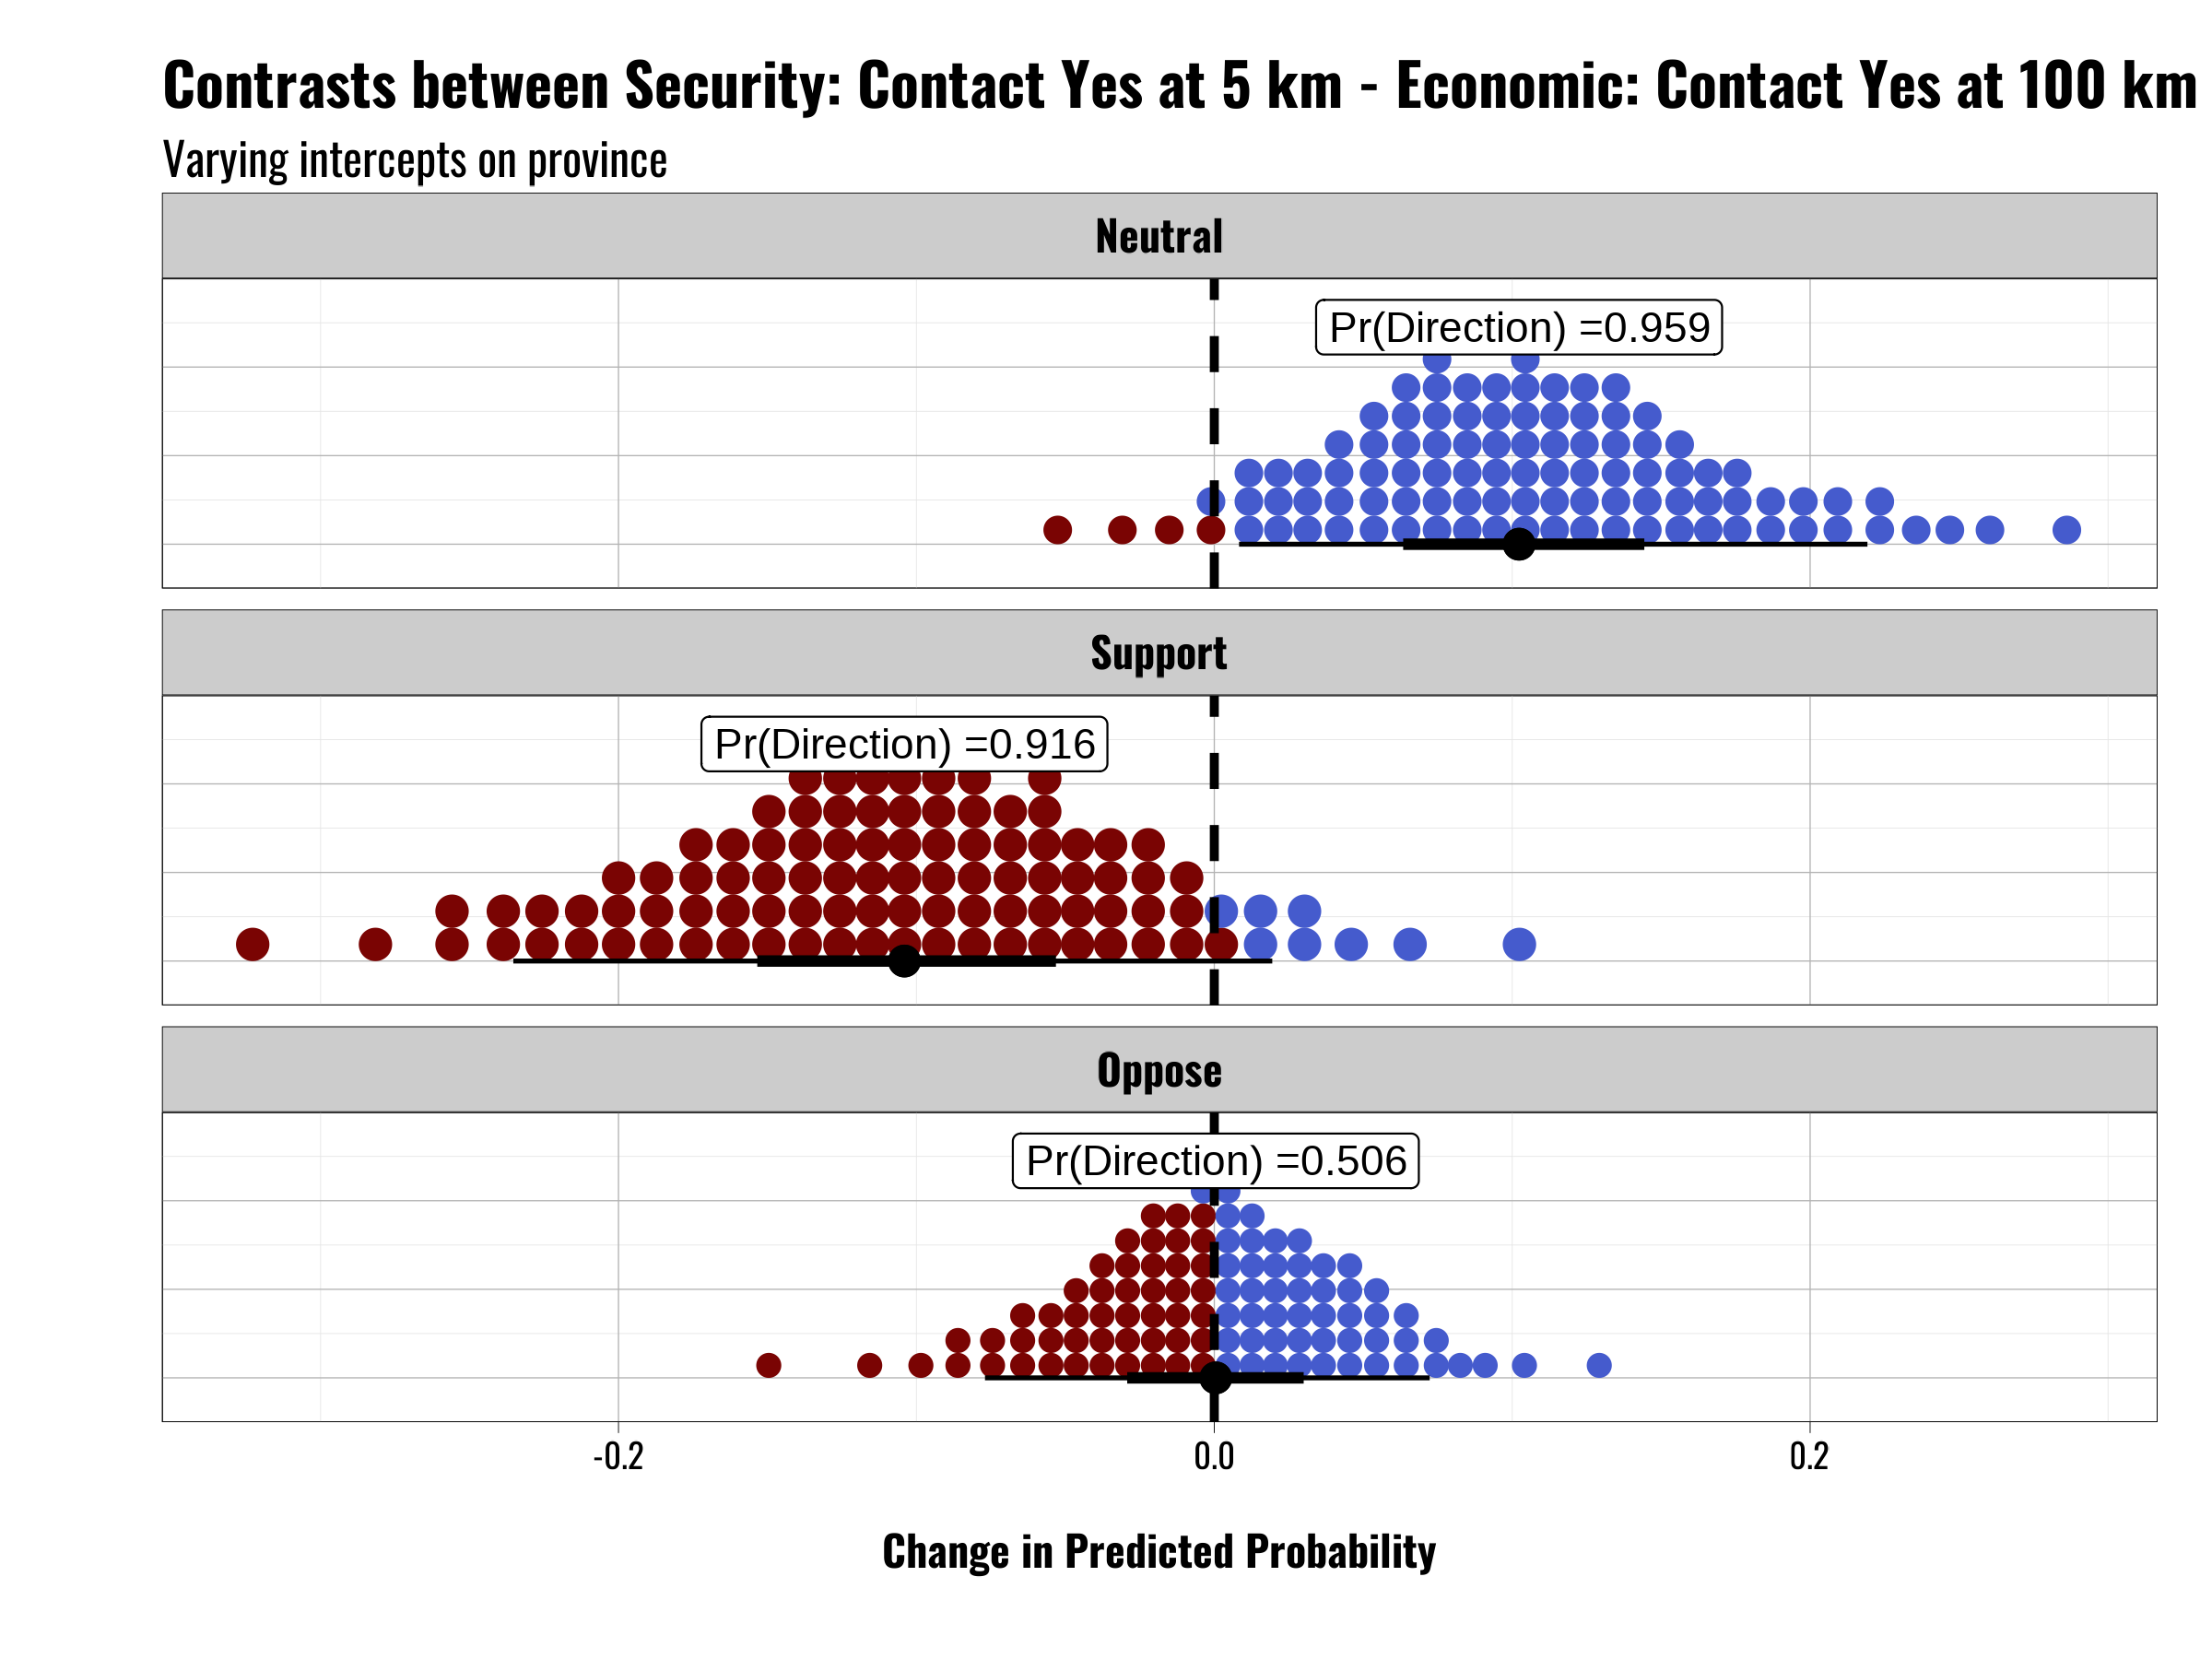 Contrasts between Security: Contact Yes at 5 km - Economic: Contact Yes at 100 km
Varying intercepts on province
Neutral
Pr(Direction) =0.959
Support
Pr(Direction) =0.916
Oppose
Pr(Direction) =0.506
-0.2 0.0 0.2
Change in Predicted Probability